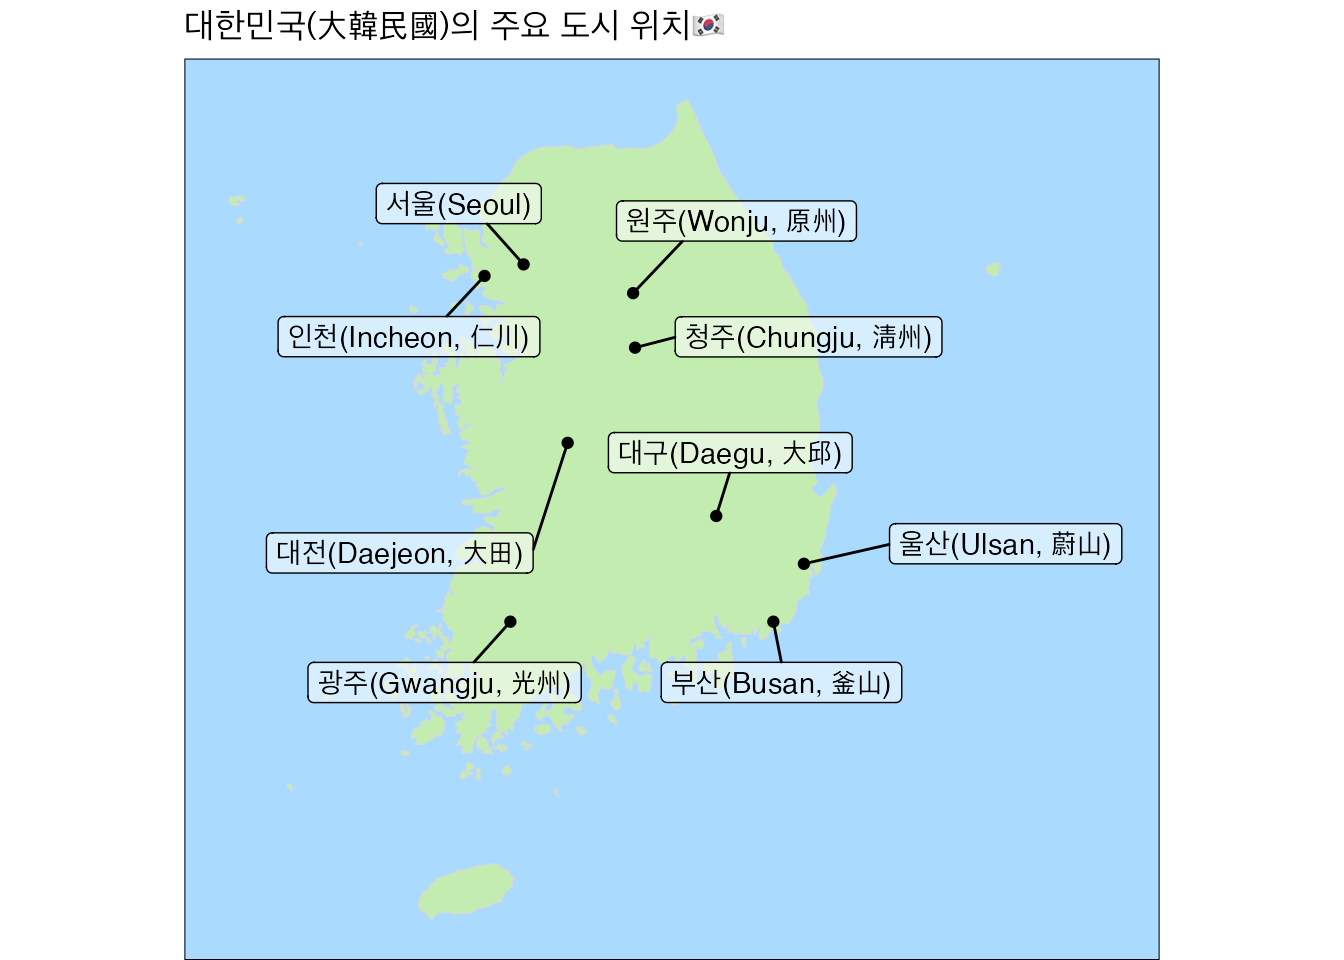 대한민국(大韓民國)의 주요 도시 위치🇰🇷
서울(Seoul)
원주(Wonju, 原州)
인천(Incheon, 仁川)
청주(Chungju, 淸州)
대구(Daegu, 大邱)
대전(Daejeon, 大田)
울산(Ulsan, 蔚山)
광주(Gwangju, 光州)
부산(Busan, 釜山)